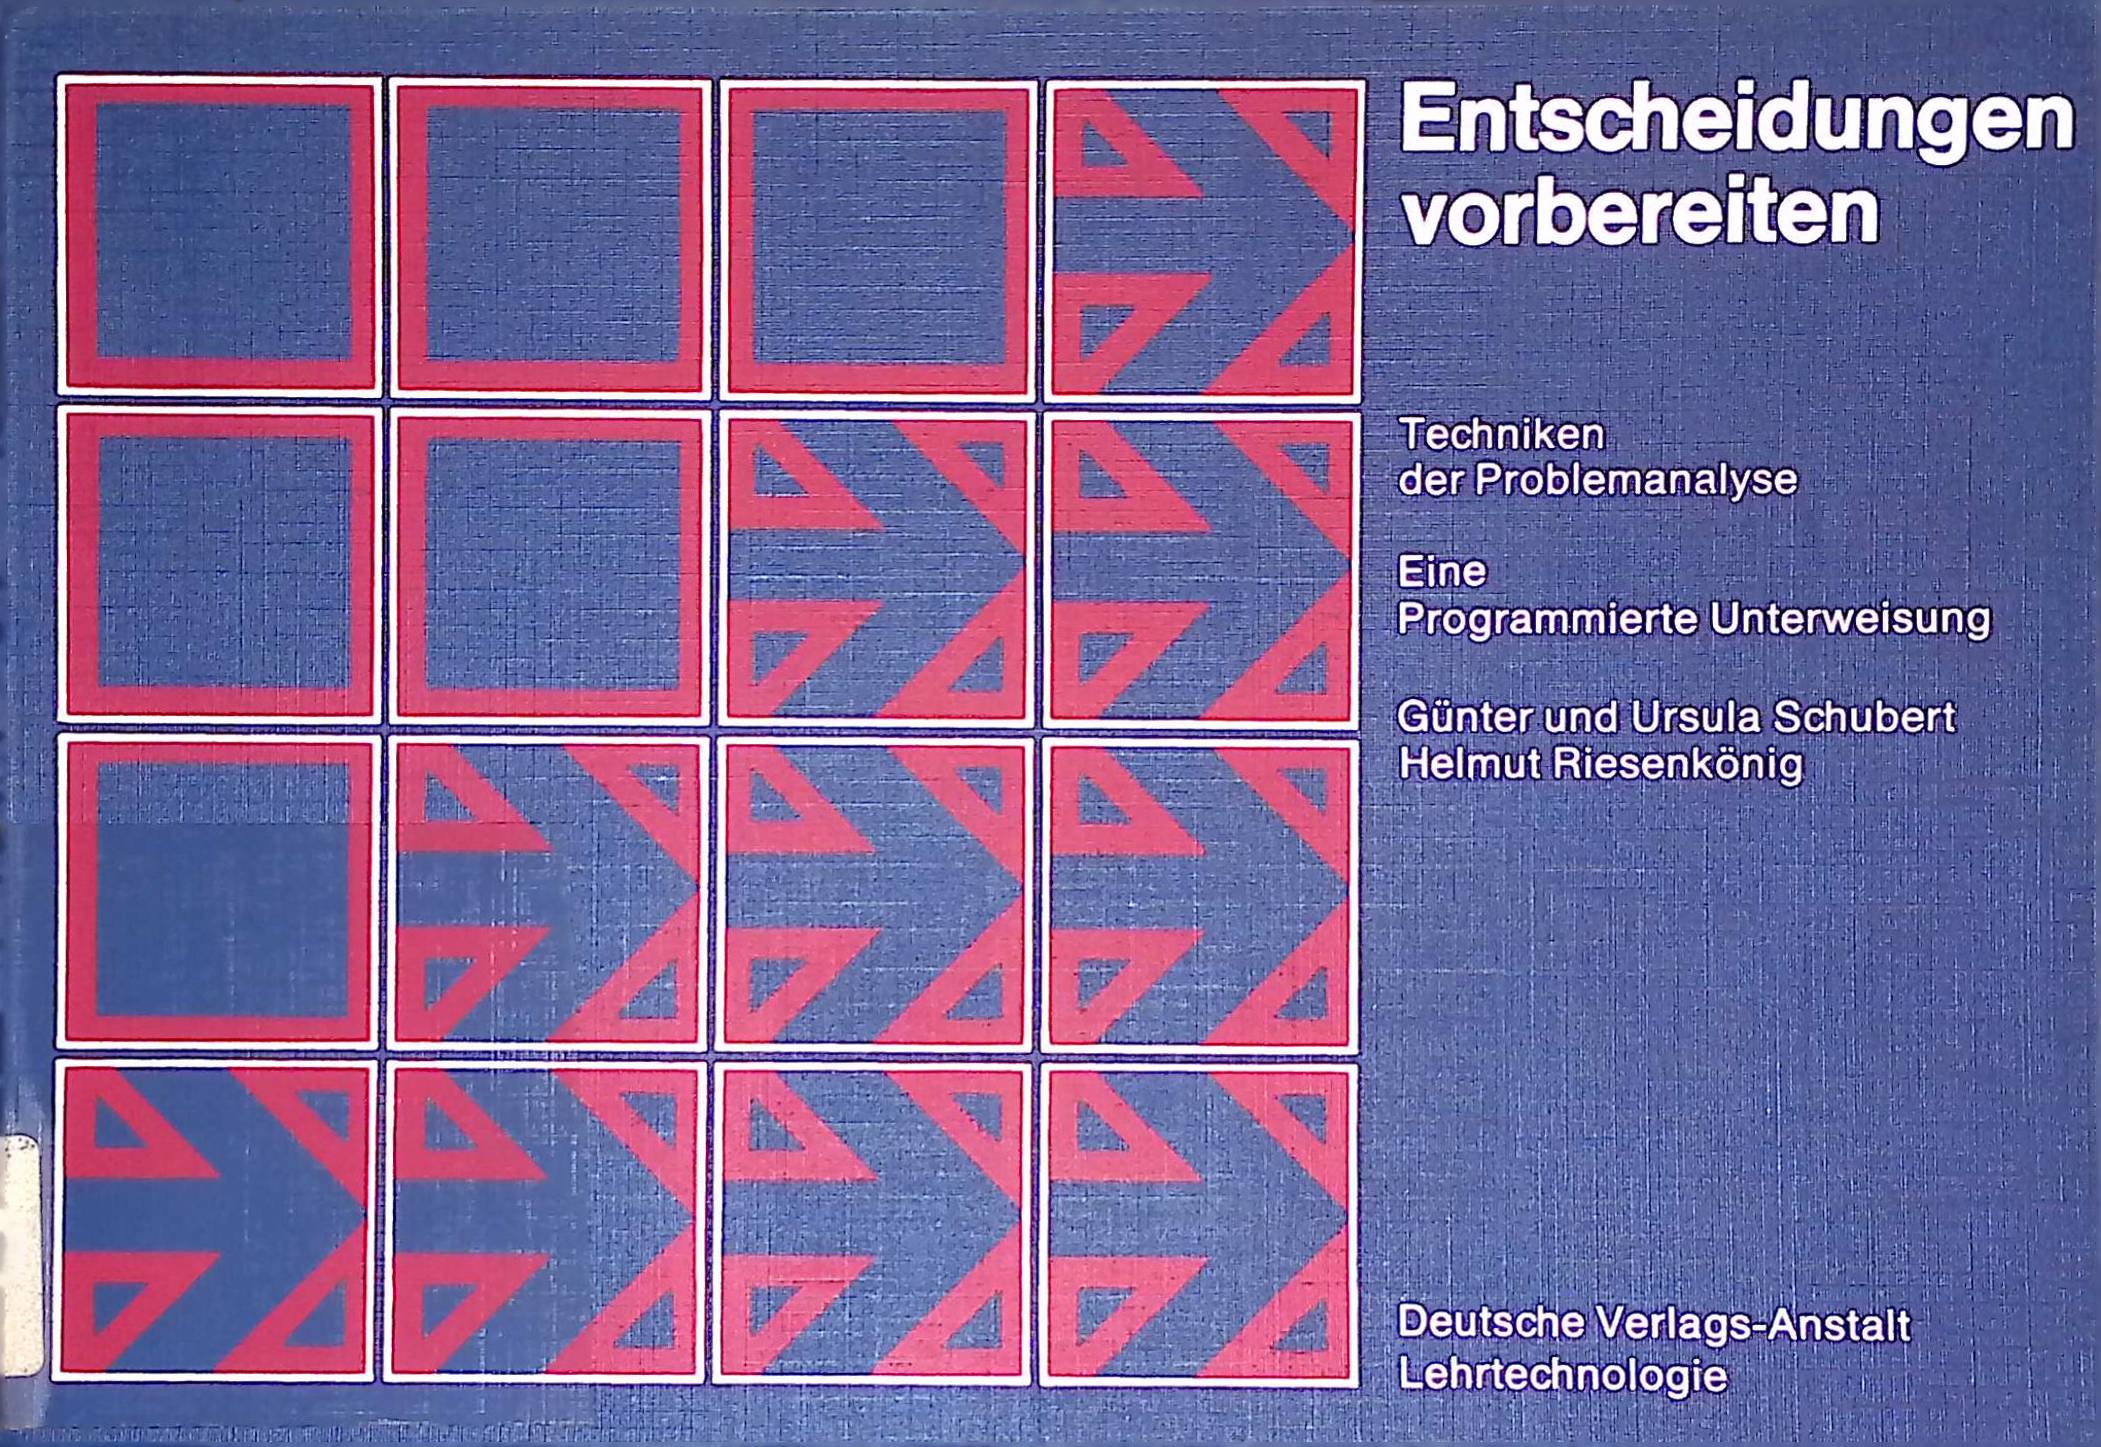 Entscheidungen
vorbereiten
Techniken
der Problemanalyse
Eine
Programmierte Unterweisung
Günter und Ursula Schubert
Helmut Riesenkönig
Deutsche Verlags-Anstalt
Lehrtechnologie